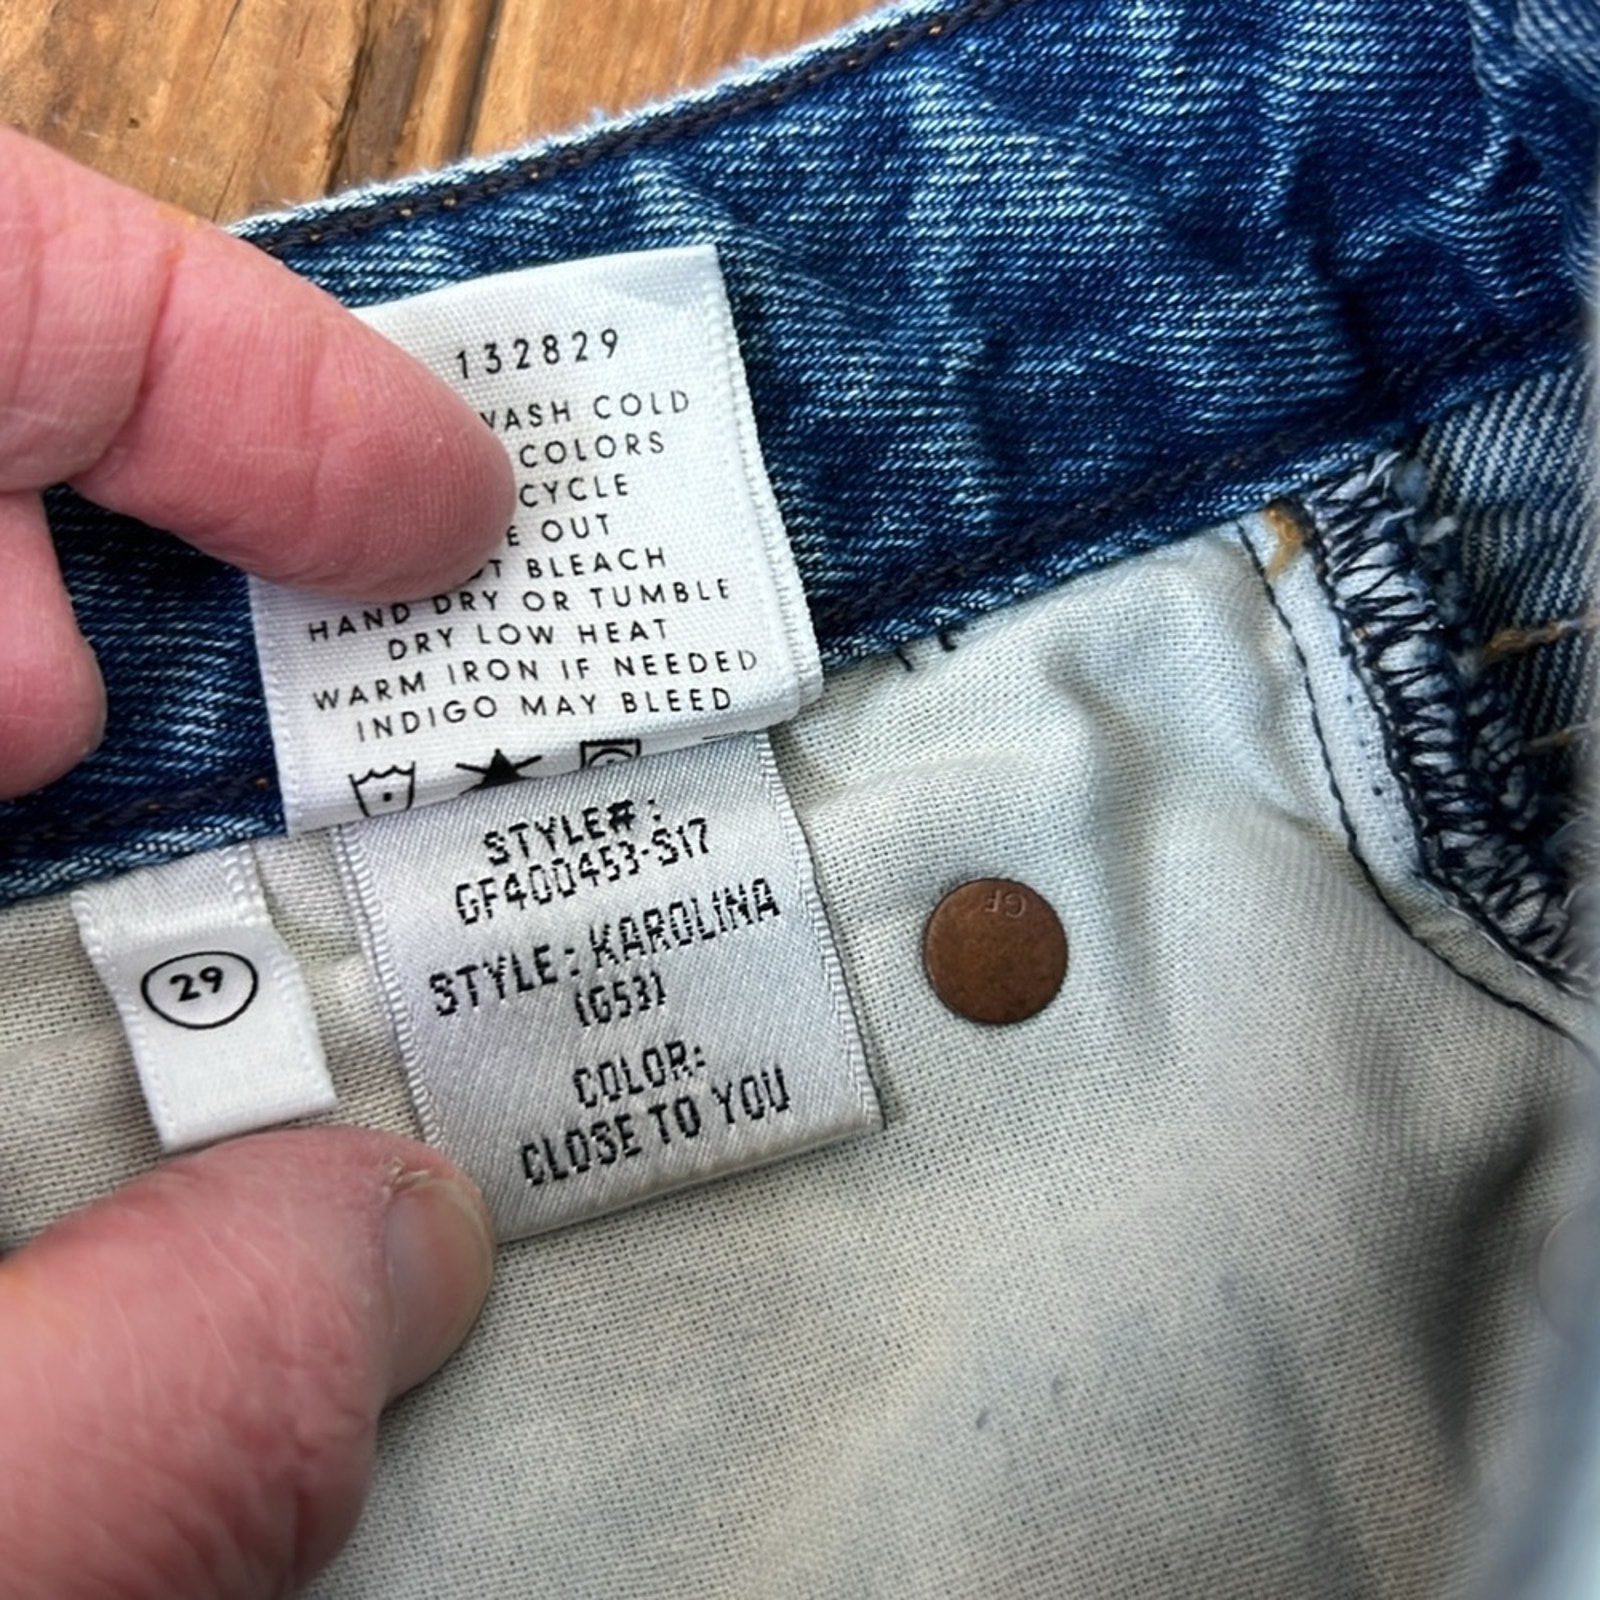 132829
WASH COLD
COLORS
CYCLE
OUT
BLEACH
HAND DRY OR TUMBLE
DRY LOW HEAT
WARM IRON IF NEEDED
INDIGO MAY BLEED
29
STYLE#:
GF400453-S17
STYLE: KAROLINA
(G53)
COLOR:
CLOSE TO YOU
GF